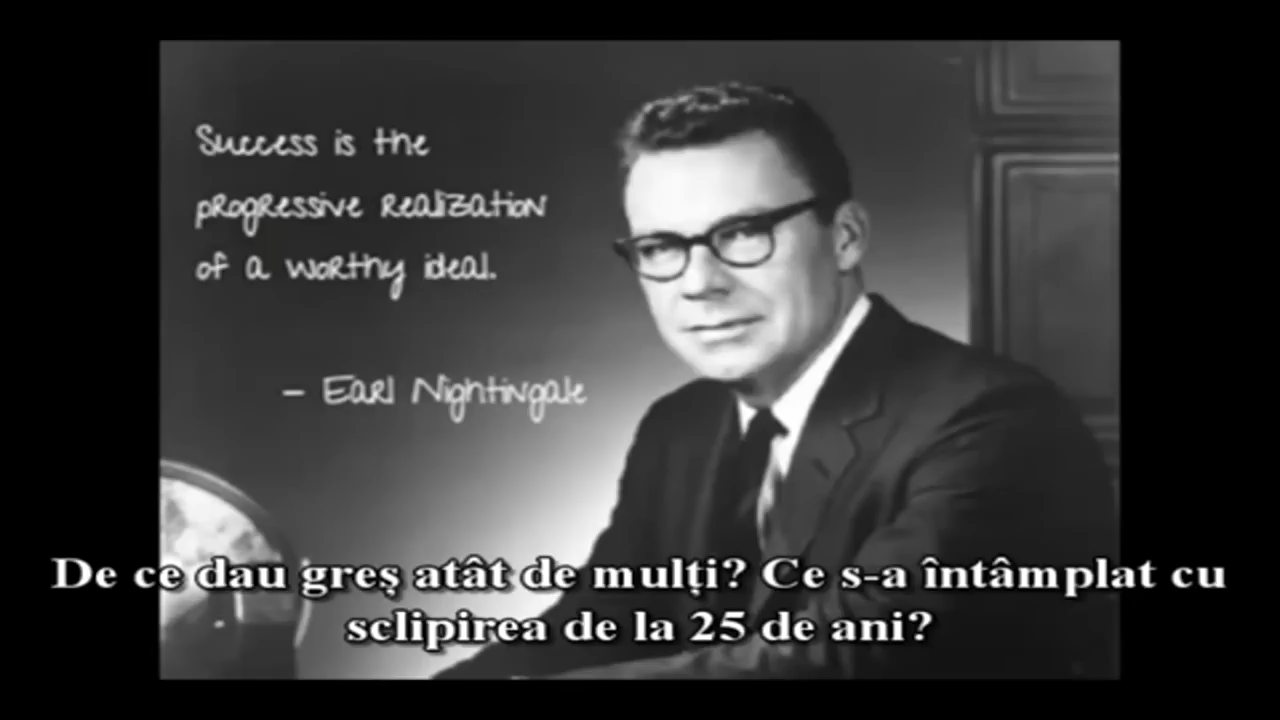 Success is the
progressive realization
of a worthy ideal.
- Earl Nightingale
De ce dau greș atât de mulți? Ce s-a întâmplat cu
sclipirea de la 25 de ani?